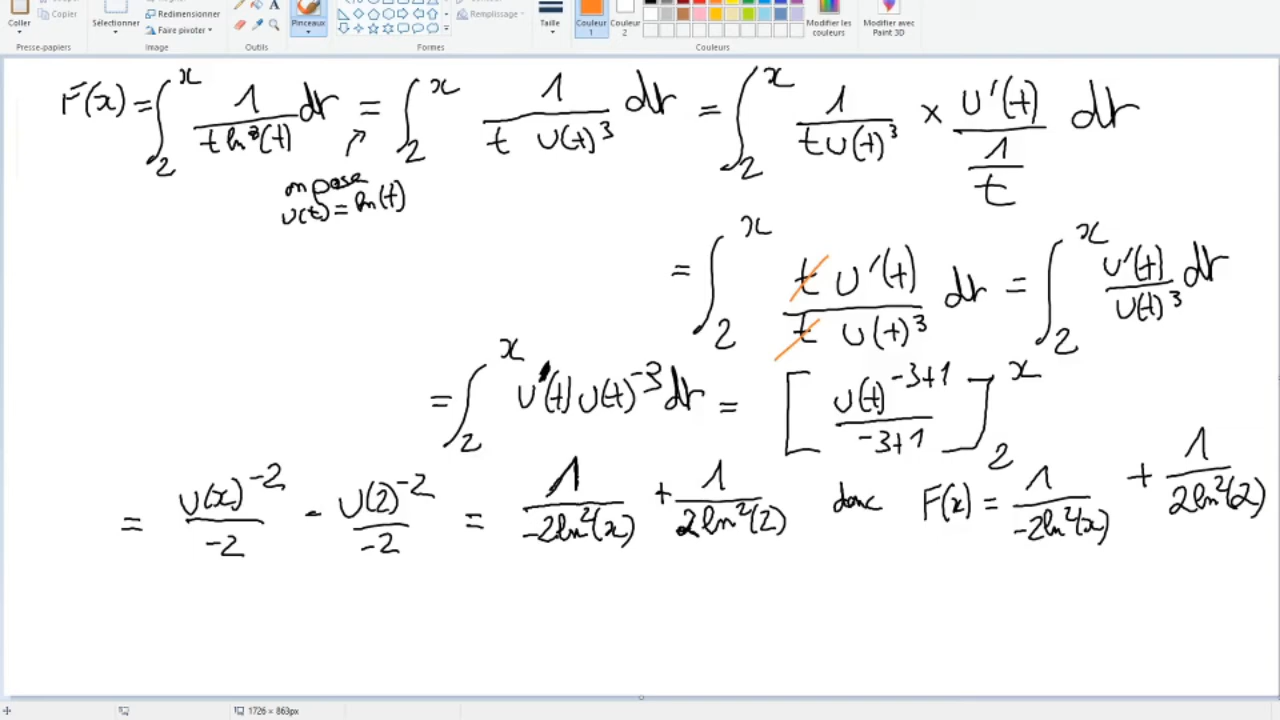 Coller
Copier
Presse-papiers
Sélectionner
Redimensionner
Faire pivoter
Image
Outils
Pinceaux
Remplissage
Formes
Taille
Couleur 1
Couleur 2
Couleurs
Modifier les couleurs
Modifier avec Paint 3D
F(x) = ∫₂ˣ 1/(t ln³(t)) dt = ∫₂ˣ 1/(t U(t)³) dt = ∫₂ˣ 1/(t U(t)³) × U'(t)/(1/t) dt
on pose
U(t) = ln(t)
= ∫₂ˣ t U'(t)/(t U(t)³) dt = ∫₂ˣ U'(t)/U(t)³ dt
= ∫₂ˣ U'(t) U(t)⁻³ dt = [U(t)⁻³⁺¹/(-3+1)]₂ˣ
= U(x)⁻²/-2 - U(2)⁻²/-2 = 1/(-2ln²(x)) + 1/(2ln²(2)) donc F(x) = 1/(-2ln²(x)) + 1/(2ln²(2))
1726 × 863px